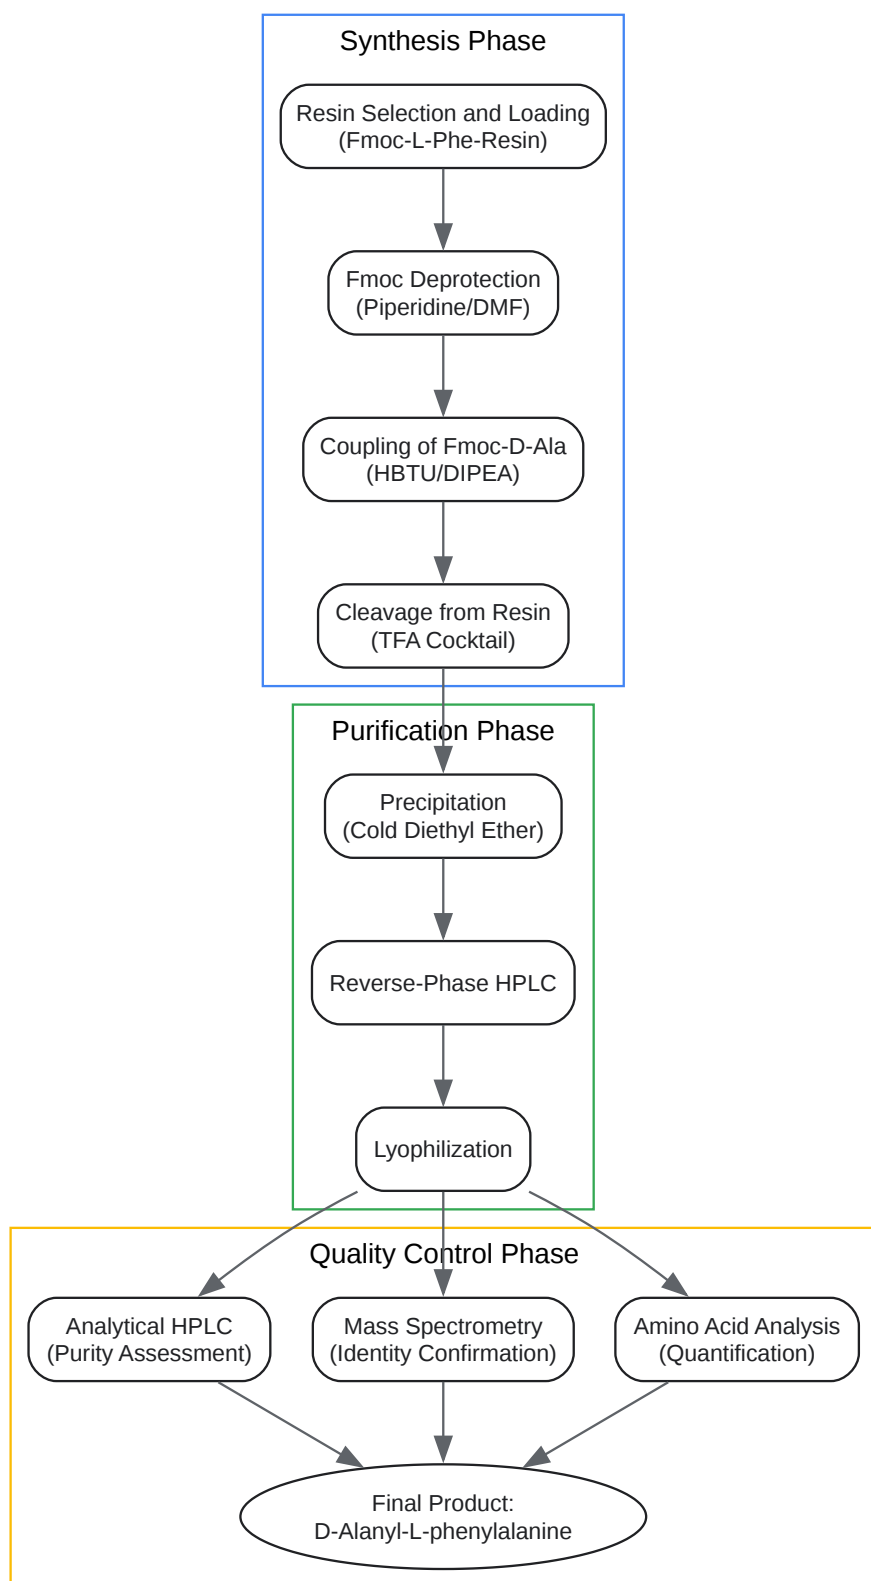 Synthesis Phase
Resin Selection and Loading
(Fmoc-L-Phe-Resin)
Fmoc Deprotection
(Piperidine/DMF)
Coupling of Fmoc-D-Ala
(HBTU/DIPEA)
Cleavage from Resin
(TFA Cocktail)
Purification Phase
Precipitation
(Cold Diethyl Ether)
Reverse-Phase HPLC
Lyophilization
Quality Control Phase
Analytical HPLC
(Purity Assessment)
Mass Spectrometry
(Identity Confirmation)
Amino Acid Analysis
(Quantification)
Final Product:
D-Alanyl-L-phenylalanine